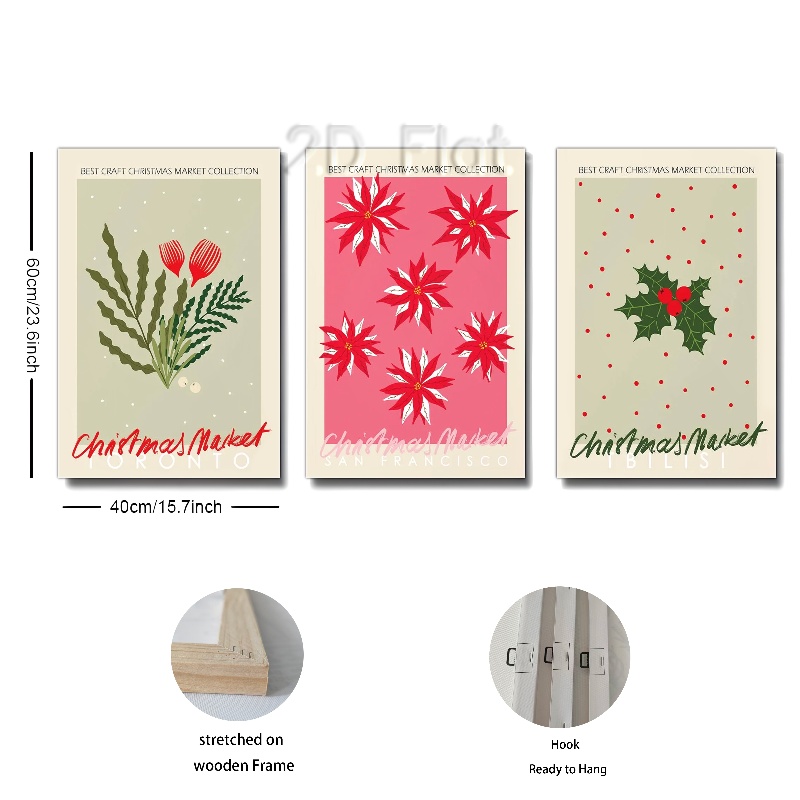 2D Flat
BEST CRAFT CHRISTMAS MARKET COLLECTION
Christmas Market
TORONTO
BEST CRAFT CHRISTMAS MARKET COLLECTION
Christmas Market
SAN FRANCISCO
BEST CRAFT CHRISTMAS MARKET COLLECTION
Christmas Market
TBILISI
60cm/23.6inch
40cm/15.7inch
stretched on
wooden Frame
Hook
Ready to Hang